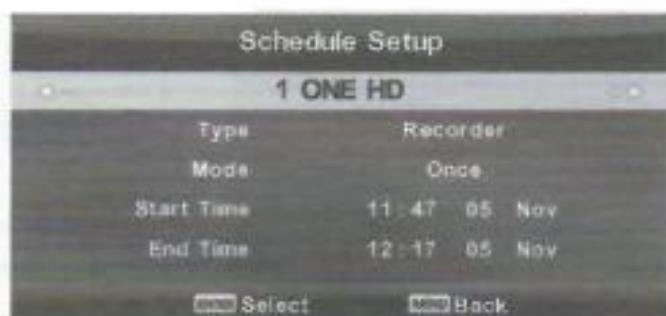 Schedule Setup
1 ONE HD
Type Recorder
Mode Once
Start Time 11:47 05 Nov
End Time 12:17 05 Nov
Select Back